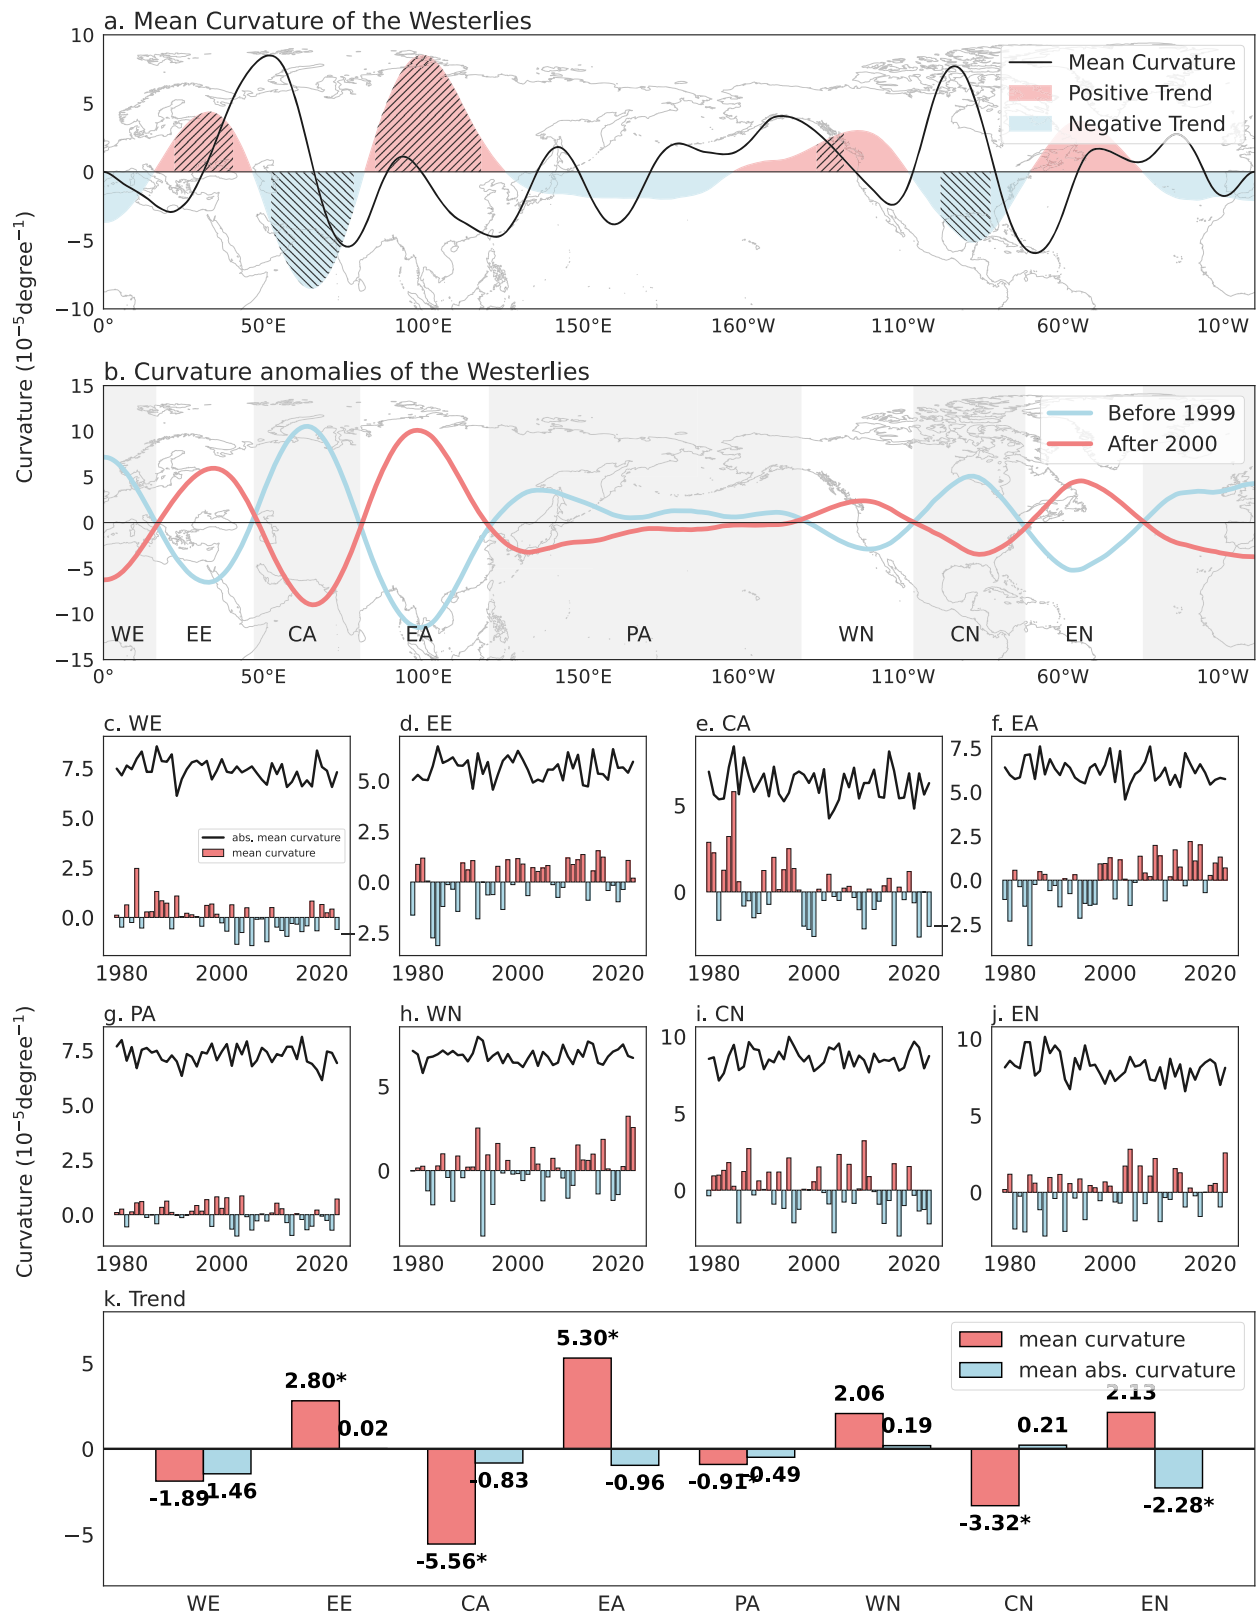 a. Mean Curvature of the Westerlies
10
5
0
−5
−10
Mean Curvature
Positive Trend
Negative Trend
0° 50°E 100°E 150°E 160°W 110°W 60°W 10°W
Curvature (10⁻⁵degree⁻¹)
b. Curvature anomalies of the Westerlies
15
10
5
0
−5
−10
−15
Before 1999
After 2000
WE EE CA EA PA WN CN EN
0° 50°E 100°E 150°E 160°W 110°W 60°W 10°W
c. WE
7.5
5.0
2.5
0.0
abs. mean curvature
mean curvature
1980 2000 2020
d. EE
5.0
2.5
0.0
−2.5
2000 2020
e. CA
5
0
1980 2000 2020
f. EA
7.5
5.0
2.5
0.0
−2.5
1980 2000 2020
Curvature (10⁻⁵degree⁻¹)
g. PA
7.5
5.0
2.5
0.0
1980 2000 2020
h. WN
5
0
1980 2000 2020
i. CN
10
5
0
1980 2000 2020
j. EN
10
5
0
1980 2000 2020
k. Trend
5
0
−5
mean curvature
mean abs. curvature
-1.89 -1.46
2.80* 0.02
-5.56* -0.83
5.30* -0.96
-0.91* -0.49
2.06 0.19
-3.32* 0.21
2.13 -2.28*
WE EE CA EA PA WN CN EN